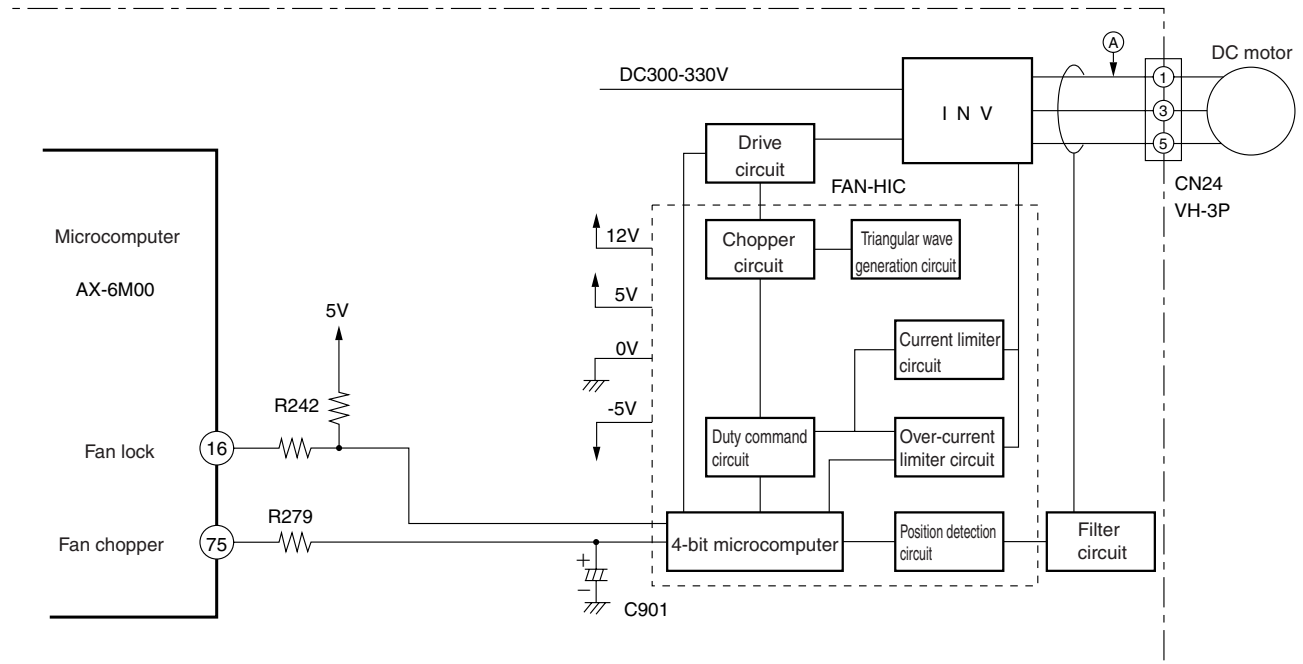 A
DC motor
DC300-330V
1
I N V
3
5
Drive
circuit
FAN-HIC
CN24
VH-3P
12V
Chopper
circuit
Triangular wave
generation circuit
Microcomputer
AX-6M00
5V
5V
0V
Current limiter
circuit
R242
-5V
Fan lock
16
Duty command
circuit
Over-current
limiter circuit
R279
Fan chopper
75
4-bit microcomputer
Position detection
circuit
Filter
circuit
+
−
C901